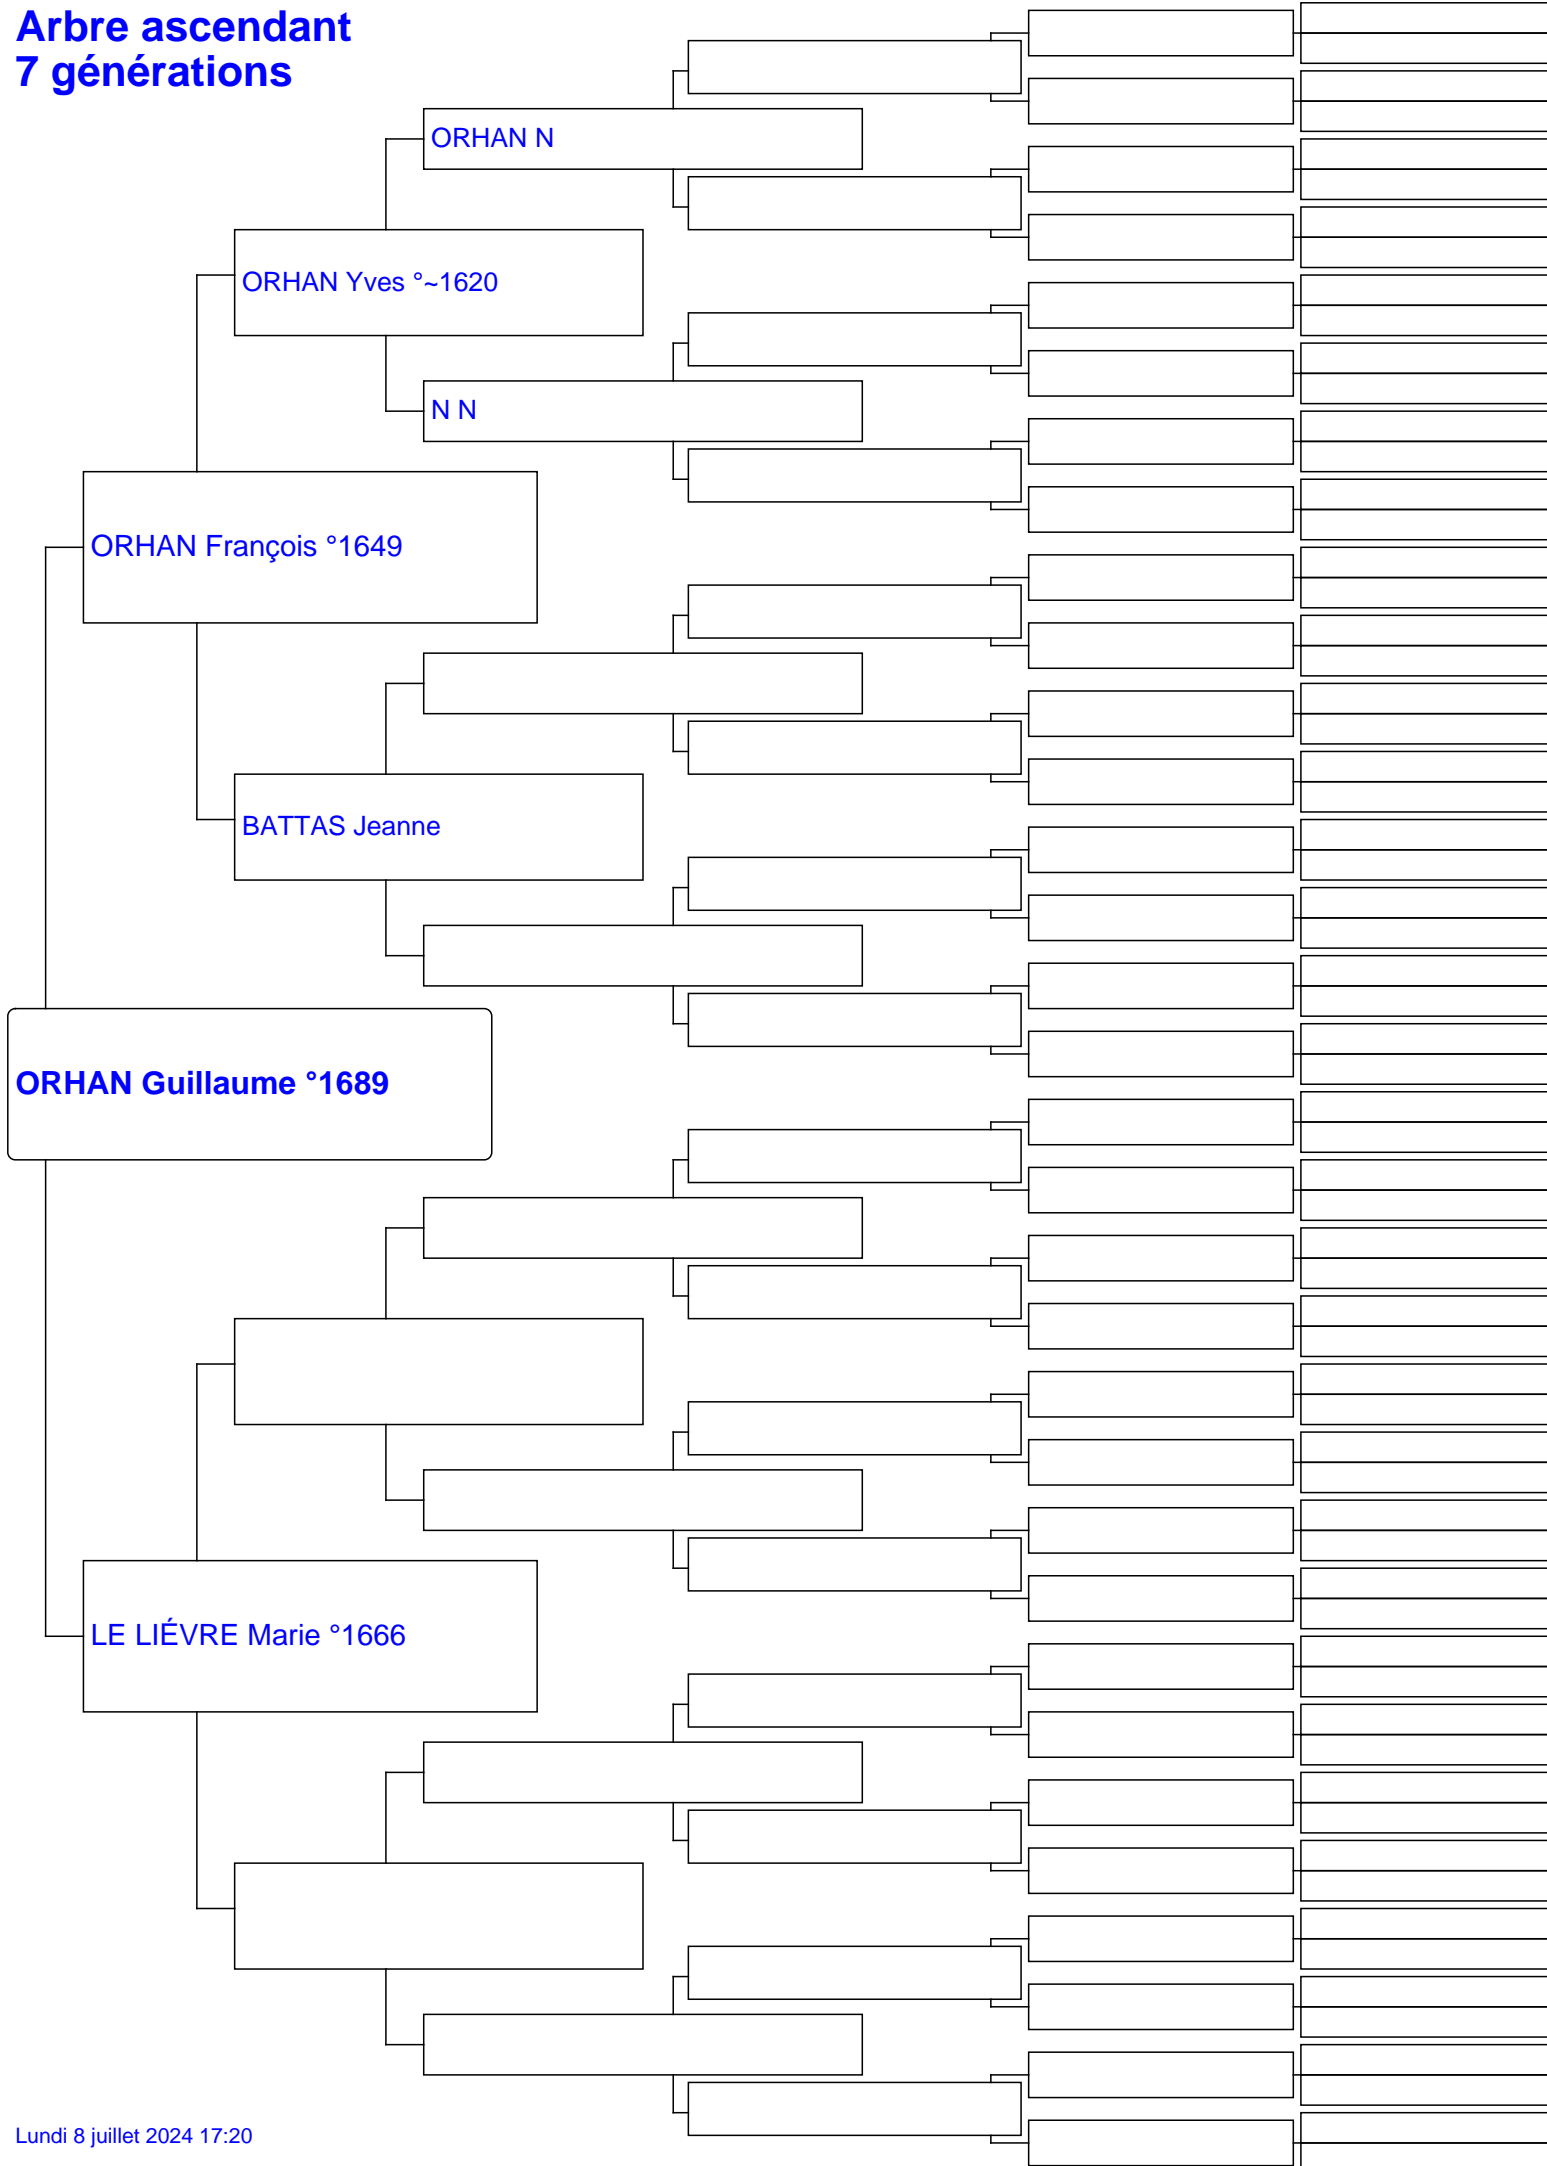 Arbre ascendant
7 générations
ORHAN N
ORHAN Yves °~1620
N N
ORHAN François °1649
BATTAS Jeanne
ORHAN Guillaume °1689
LE LIÉVRE Marie °1666
Lundi 8 juillet 2024 17:20